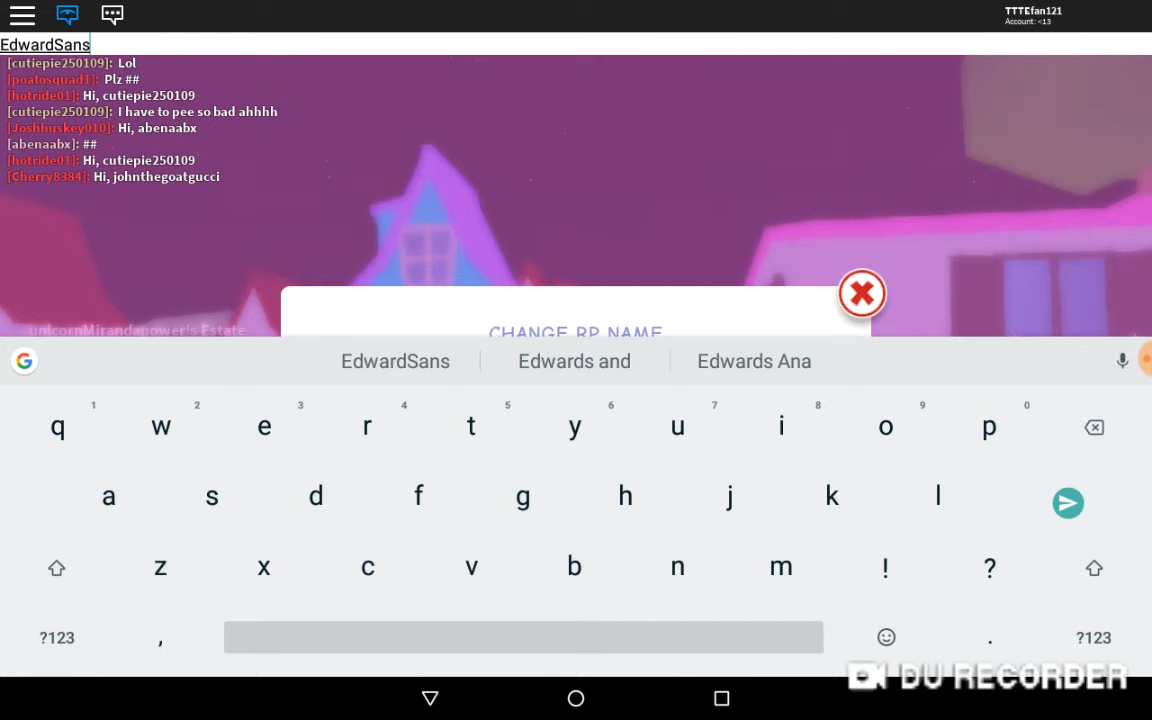 TTTEfan121
Account: <13
EdwardSans
[cutiepie250109]: Lol
[poatosquad1]: Plz ##
[hotride01]: Hi, cutiepie250109
[cutiepie250109]: I have to pee so bad ahhhh
[Joshhuskey010]: Hi, abenaabx
[abenaabx]: ##
[hotride01]: Hi, cutiepie250109
[Cherry8384]: Hi, johnthegoatgucci
unicornMirandapower's Estate
CHANGE RP NAME
G EdwardSans Edwards and Edwards Ana
1 2 3 4 5 6 7 8 9 0
q w e r t y u i o p
a s d f g h j k l
z x c v b n m ! ?
?123 , . ?123
DU RECORDER